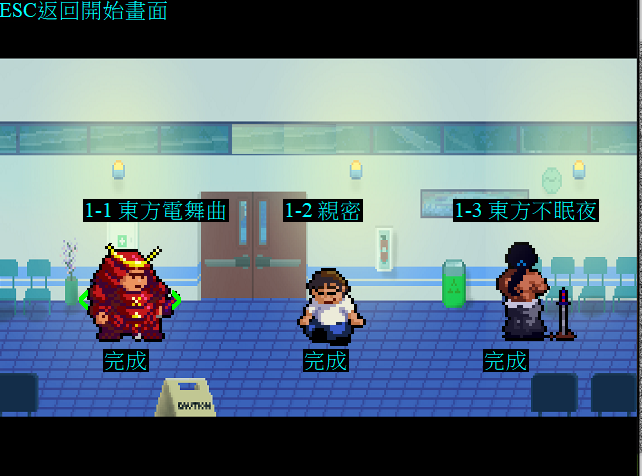 ESC返回開始畫面
1-1 東方電舞曲
1-2 親密
1-3 東方不眠夜
完成
完成
完成
CAUTION